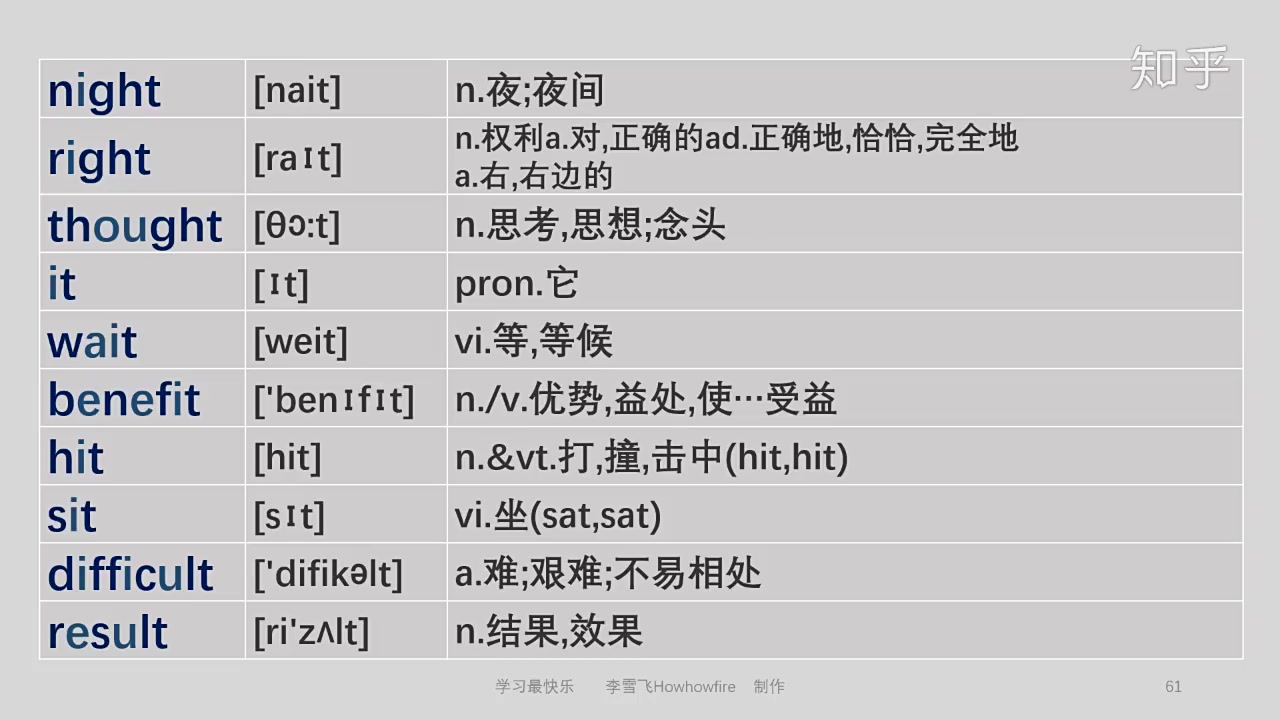 知乎
night [nait] n.夜;夜间
right [raɪt] n.权利a.对,正确的ad.正确地,恰恰,完全地
a.右,右边的
thought [θɔ:t] n.思考,思想;念头
it [ɪt] pron.它
wait [weit] vi.等,等候
benefit ['benɪfɪt] n./v.优势,益处,使…受益
hit [hit] n.&vt.打,撞,击中(hit,hit)
sit [sɪt] vi.坐(sat,sat)
difficult ['difikəlt] a.难;艰难;不易相处
result [ri'zʌlt] n.结果,效果
学习最快乐 李雪飞Howhowfire 制作 61